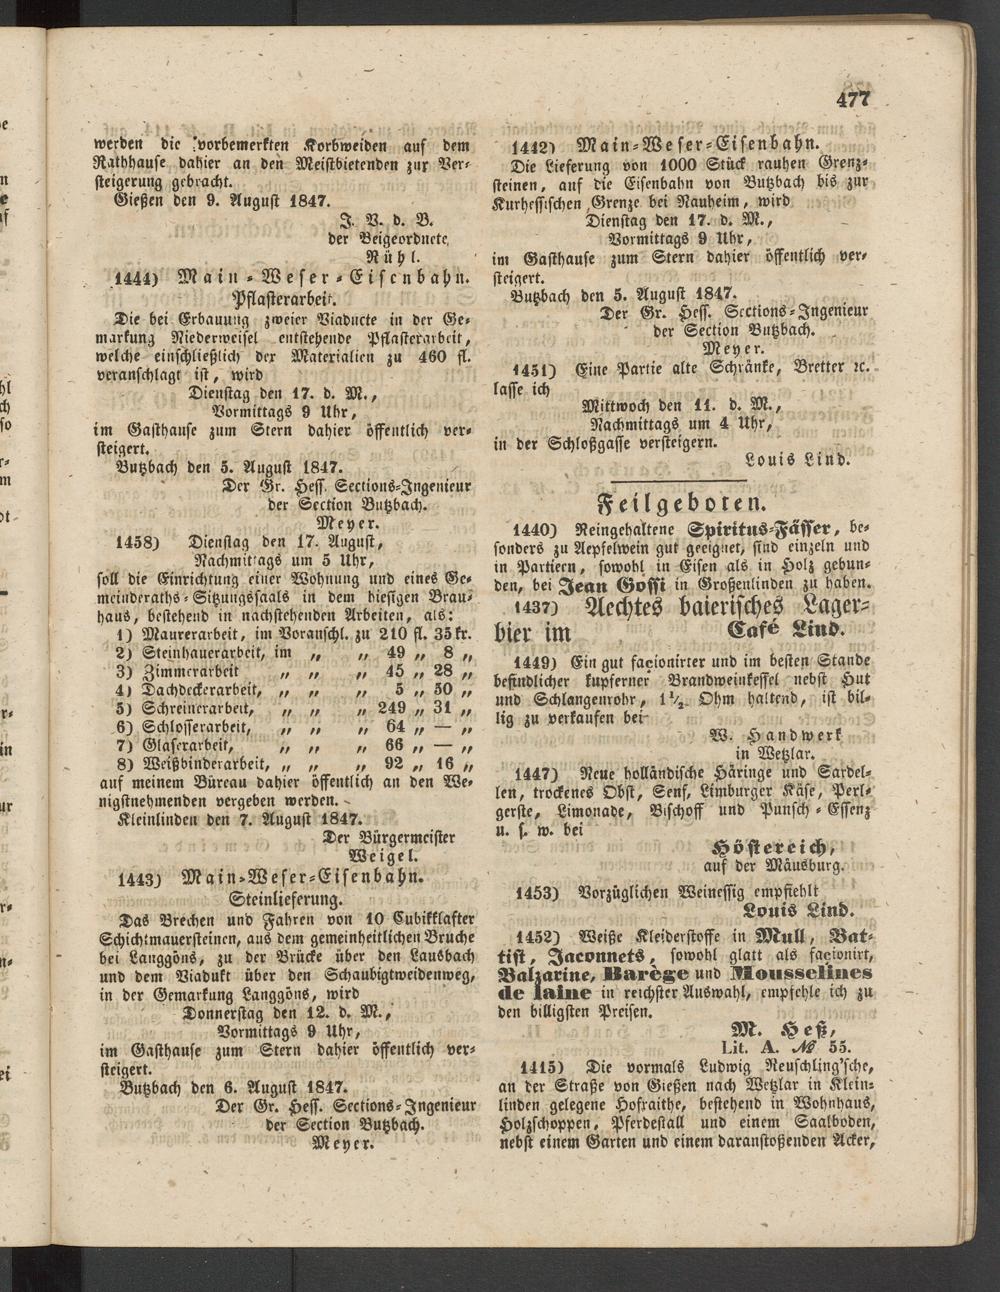 477
werden die vorbemerkten Korbweiden auf dem
Rathhause dahier an den Meistbietenden zur Ver-
steigerung gebracht.
Gießen den 9. August 1847.
J. V. d. B.
der Beigeordnete
Rühl.
1444) Main-Weser-Eisenbahn.
Pflasterarbeit.
Die bei Erbauung zweier Viaducte in der Ge-
markung Niederweisel entstehende Pflasterarbeit,
welche einschließlich der Materialien zu 460 fl.
veranschlagt ist, wird
Dienstag den 17. d. M.,
Vormittags 9 Uhr,
im Gasthause zum Stern dahier öffentlich ver-
steigert.
Butzbach den 5. August 1847.
Der Gr. Hess. Sections-Ingenieur
der Section Butzbach.
Meyer.
1458) Dienstag den 17. August,
Nachmittags um 5 Uhr,
soll die Einrichtung einer Wohnung und eines Ge-
meinderaths-Sitzungssaals in dem hiesigen Brau-
haus, bestehend in nachstehenden Arbeiten, als:
1) Maurerarbeit, im Voranschl. zu 210 fl. 35 kr.
2) Steinhauerarbeit, im „ „ 49 „ 8 „
3) Zimmerarbeit „ „ „ 45 „ 28 „
4) Dachdeckerarbeit, „ „ „ 5 „ 50 „
5) Schreinerarbeit, „ „ „ 249 „ 31 „
6) Schlosserarbeit, „ „ „ 64 „ — „
7) Glaserarbeit, „ „ „ 66 „ — „
8) Weißbinderarbeit, „ „ „ 92 „ 16 „
auf meinem Büreau dahier öffentlich an den We-
nigstnehmenden vergeben werden.
Kleinlinden den 7. August 1847.
Der Bürgermeister
Weigel.
1443) Main-Weser-Eisenbahn.
Steinlieferung.
Das Brechen und Fahren von 10 Cubikklafter
Schichtmauersteinen, aus dem gemeinheitlichen Bruche
bei Langgöns, zu der Brücke über den Lausbach
und dem Viadukt über den Schaubigtweidenweg,
in der Gemarkung Langgöns, wird
Donnerstag den 12. d. M.,
Vormittags 9 Uhr,
im Gasthause zum Stern dahier öffentlich ver-
steigert.
Butzbach den 6. August 1847.
Der Gr. Hess. Sections-Ingenieur
der Section Butzbach.
Meyer.
1442) Main-Weser-Eisenbahn.
Die Lieferung von 1000 Stück rauhen Grenz-
steinen, auf die Eisenbahn von Butzbach bis zur
Kurhessischen Grenze bei Nauheim, wird
Dienstag den 17. d. M.,
Vormittags 9 Uhr,
im Gasthause zum Stern dahier öffentlich ver-
steigert.
Butzbach den 5. August 1847.
Der Gr. Hess. Sections-Ingenieur
der Section Butzbach.
Meyer.
1451) Eine Partie alte Schränke, Bretter ꝛc.
lasse ich
Mittwoch den 11. d. M.,
Nachmittags um 4 Uhr,
in der Schloßgasse versteigern.
Louis Lind.
Feilgeboten.
1440) Reingehaltene Spiritus-Fässer, be-
sonders zu Aepfelwein gut geeignet, sind einzeln und
in Partieen, sowohl in Eisen als in Holz gebun-
den, bei Jean Gossi in Großenlinden zu haben.
1437) Aechtes baierisches Lager-
bier im Café Lind.
1449) Ein gut façionirter und im besten Stande
befindlicher kupferner Brandweinkessel nebst Hut
und Schlangenrohr, 1½ Ohm haltend, ist bil-
lig zu verkaufen bei
W. Handwerk
in Wetzlar.
1447) Neue holländische Häringe und Sardel-
len, trockenes Obst, Senf, Limburger Käse, Perl-
gerste, Limonade, Bischoff und Punsch-Essenz
u. s. w. bei
Höstereich,
auf der Mäusburg.
1453) Vorzüglichen Weinessig empfiehlt
Louis Lind.
1452) Weiße Kleiderstoffe in Mull, Bat-
tist, Jaconnets, sowohl glatt als façionirt,
Balzarine, Barège und Mousselines
de laine in reichster Auswahl, empfehle ich zu
den billigsten Preisen.
M. Heß,
Lit. A. № 55.
1415) Die vormals Ludwig Reuschling'sche,
an der Straße von Gießen nach Wetzlar in Klein-
linden gelegene Hofraithe, bestehend in Wohnhaus,
Holzschoppen, Pferdestall und einem Saalboden,
nebst einem Garten und einem daranstoßenden Acker,